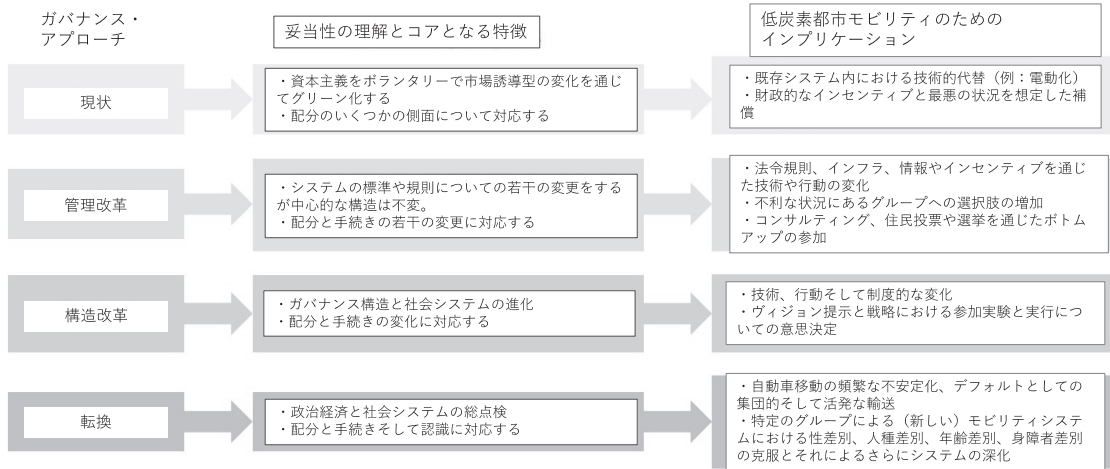 ガバナンス・
アプローチ
妥当性の理解とコアとなる特徴
低炭素都市モビリティのための
インプリケーション
現状
・資本主義をボランタリーで市場誘導型の変化を通じ
てグリーン化する
・配分のいくつかの側面について対応する
・既存システム内における技術的代替（例：電動化）
・財政的なインセンティブと最悪の状況を想定した補
償
管理改革
・システムの標準や規則についての若干の変更をする
が中心的な構造は不変。
・配分と手続きの若干の変更に対応する
・法令規則、インフラ、情報やインセンティブを通じ
た技術や行動の変化
・不利な状況にあるグループへの選択肢の増加
・コンサルティング、住民投票や選挙を通じたボトム
アップの参加
構造改革
・ガバナンス構造と社会システムの進化
・配分と手続きの変化に対応する
・技術、行動そして制度的な変化
・ヴィジョン提示と戦略における参加実験と実行につ
いての意思決定
転換
・政治経済と社会システムの総点検
・配分と手続きそして認識に対応する
・自動車移動の頻繁な不安定化、デフォルトとしての
集団的そして活発な輸送
・特定のグループによる（新しい）モビリティシステ
ムにおける性差別、人種差別、年齢差別、身障者差別
の克服とそれによるさらにシステムの深化